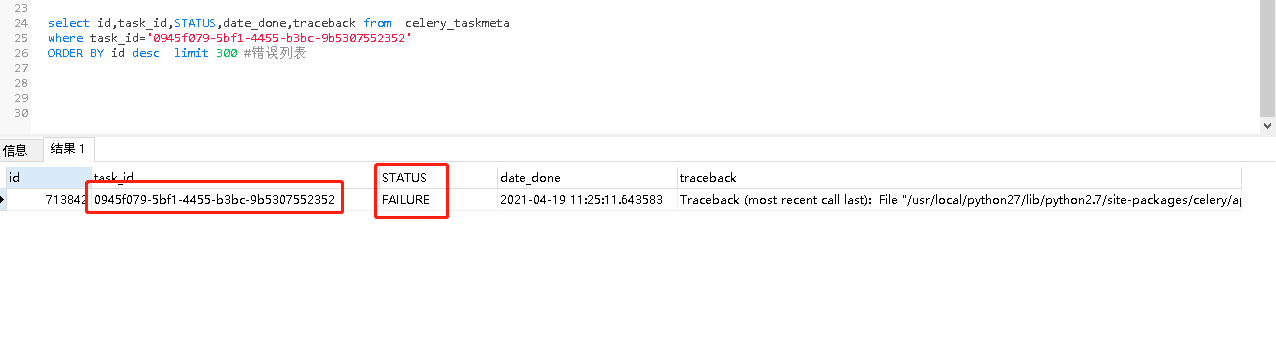 23
24 select id,task_id,STATUS,date_done,traceback from celery_taskmeta
25 where task_id='0945f079-5bf1-4455-b3bc-9b5307552352'
26 ORDER BY id desc limit 300 #错误列表
27
28
29
30
信息 结果 1
id task_id STATUS date_done traceback
713842 0945f079-5bf1-4455-b3bc-9b5307552352 FAILURE 2021-04-19 11:25:11.643583 Traceback (most recent call last): File "/usr/local/python27/lib/python2.7/site-packages/celery/ap